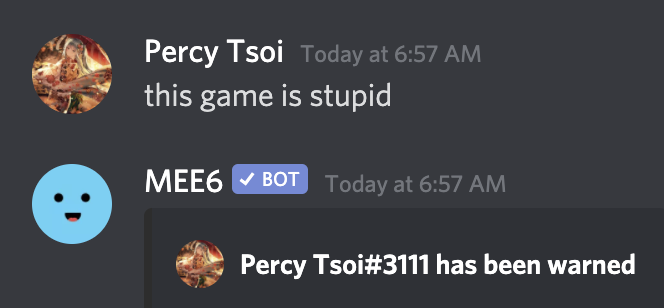 Percy Tsoi Today at 6:57 AM
this game is stupid
MEE6 ✓ BOT Today at 6:57 AM
Percy Tsoi#3111 has been warned